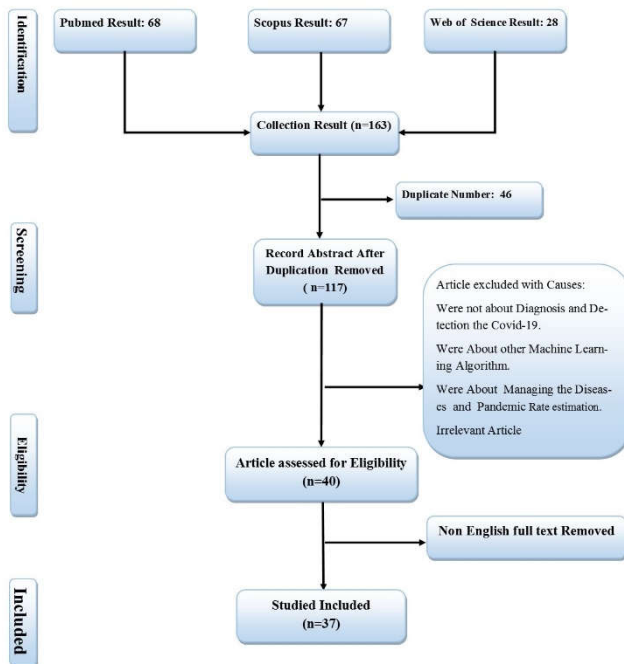 Identification
Pubmed Result: 68
Scopus Result: 67
Web of Science Result: 28
Collection Result (n=163)
Duplicate Number: 46
Screening
Record Abstract After
Duplication Removed
( n=117)
Article excluded with Causes:
Were not about Diagnosis and De-
tection the Covid-19.
Were About other Machine Learn-
ing Algorithm.
Were About Managing the Diseas-
es and Pandemic Rate estimation.
Irrelevant Article
Eligibility
Article assessed for Eligibility
(n=40)
Non English full text Removed
Included
Studied Included
(n=37)